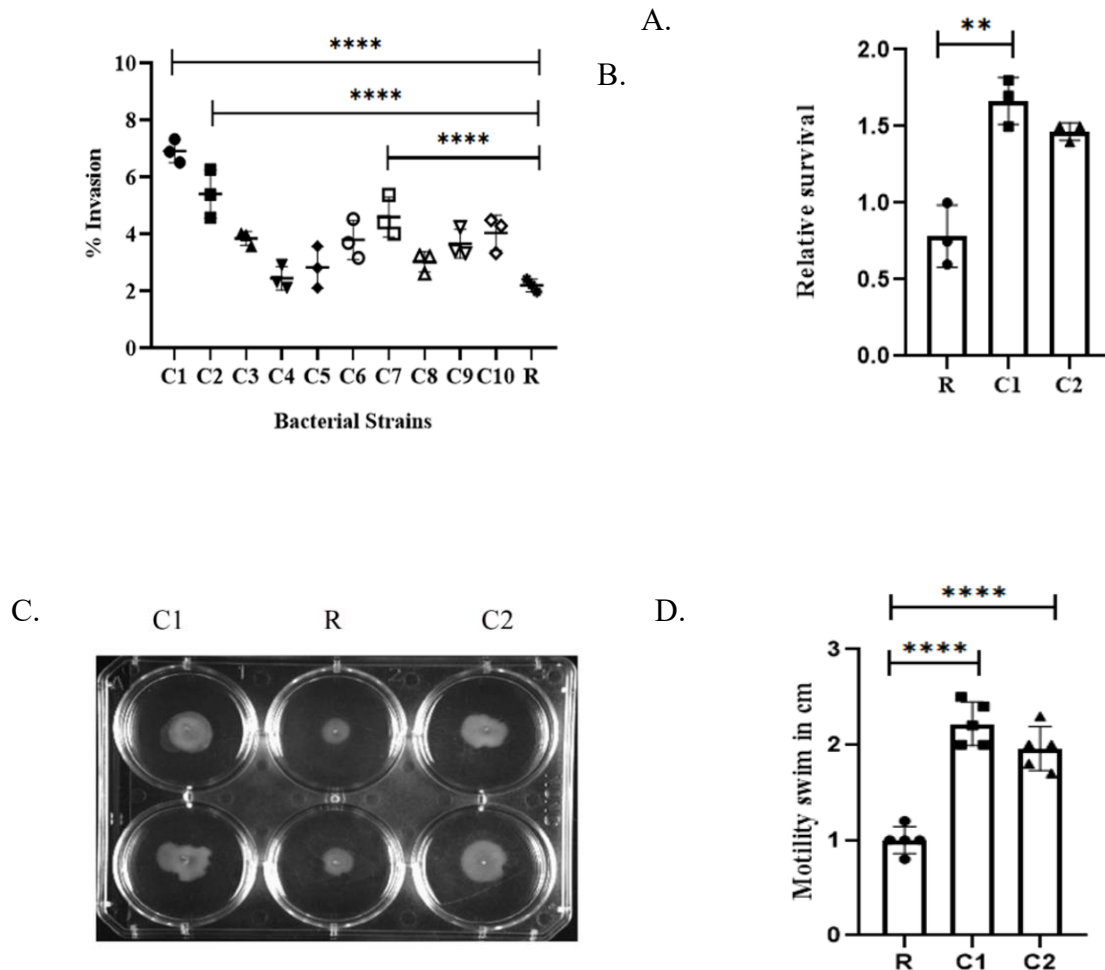 A.
B.
****
****
****
10
8
6
4
2
0
% Invasion
C1 C2 C3 C4 C5 C6 C7 C8 C9 C10 R
Bacterial Strains
**
2.0
1.5
1.0
0.5
0.0
Relative survival
R C1 C2
C.
C1 R C2
D.
****
****
3
2
1
0
Motility swim in cm
R C1 C2